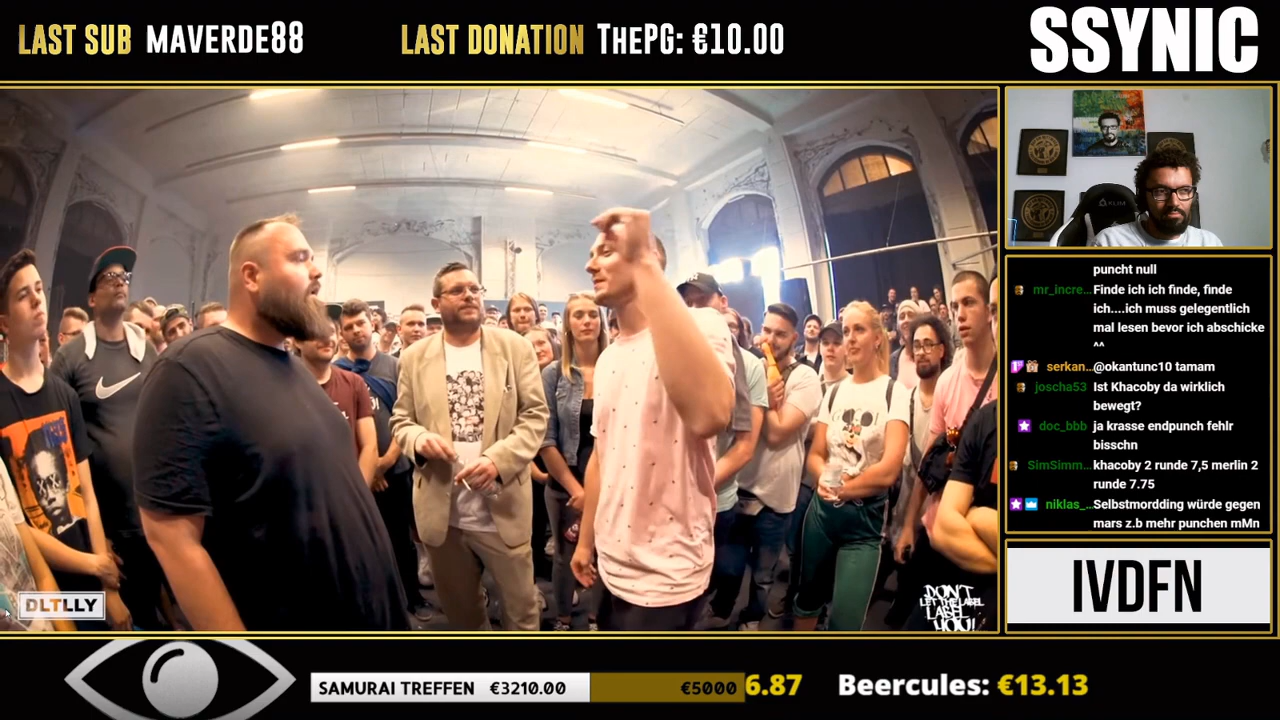 LAST SUB MAVERDE88
LAST DONATION THEPG: €10.00
SSYNIC
KLIM
puncht null
mr_incre... Finde ich ich finde, finde
ich....ich muss gelegentlich
mal lesen bevor ich abschicke
^^
serkan... @okantunc10 tamam
joscha53 Ist Khacoby da wirklich
bewegt?
doc_bbb ja krasse endpunch fehlr
bisschn
SimSimm... khacoby 2 runde 7,5 merlin 2
runde 7.75
niklas_... Selbstmordding würde gegen
mars z.b mehr punchen mMn
DLTLLY
DON'T
LET THE LABEL
LABEL
YOU!
IVDFN
SAMURAI TREFFEN €3210.00 €5000
6.87 Beercules: €13.13